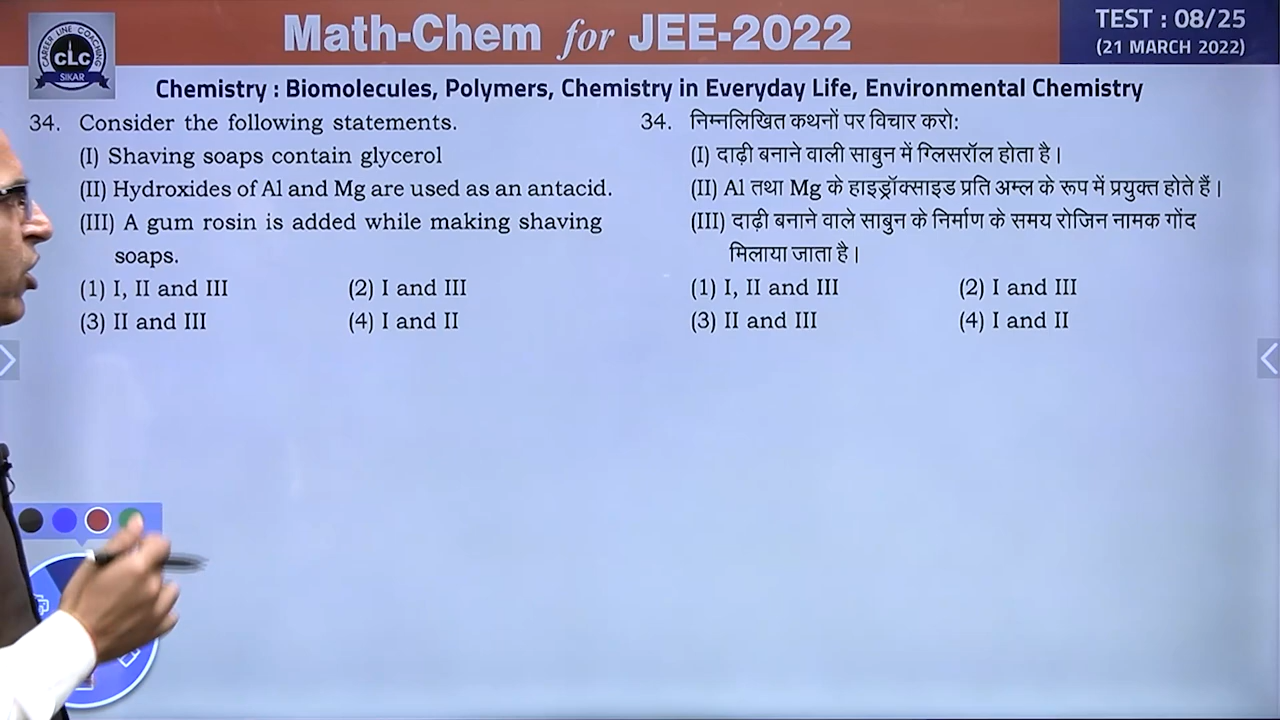 Math-Chem for JEE-2022
TEST : 08/25
(21 MARCH 2022)
CAREER LINE COACHING
CLC
SIKAR
Chemistry : Biomolecules, Polymers, Chemistry in Everyday Life, Environmental Chemistry
34. Consider the following statements.
(I) Shaving soaps contain glycerol
(II) Hydroxides of Al and Mg are used as an antacid.
(III) A gum rosin is added while making shaving
soaps.
(1) I, II and III (2) I and III
(3) II and III (4) I and II
34. निम्नलिखित कथनों पर विचार करो:
(I) दाढ़ी बनाने वाली साबुन में ग्लिसरॉल होता है।
(II) Al तथा Mg के हाइड्रॉक्साइड प्रति अम्ल के रूप में प्रयुक्त होते हैं।
(III) दाढ़ी बनाने वाले साबुन के निर्माण के समय रोजिन नामक गोंद
मिलाया जाता है।
(1) I, II and III (2) I and III
(3) II and III (4) I and II